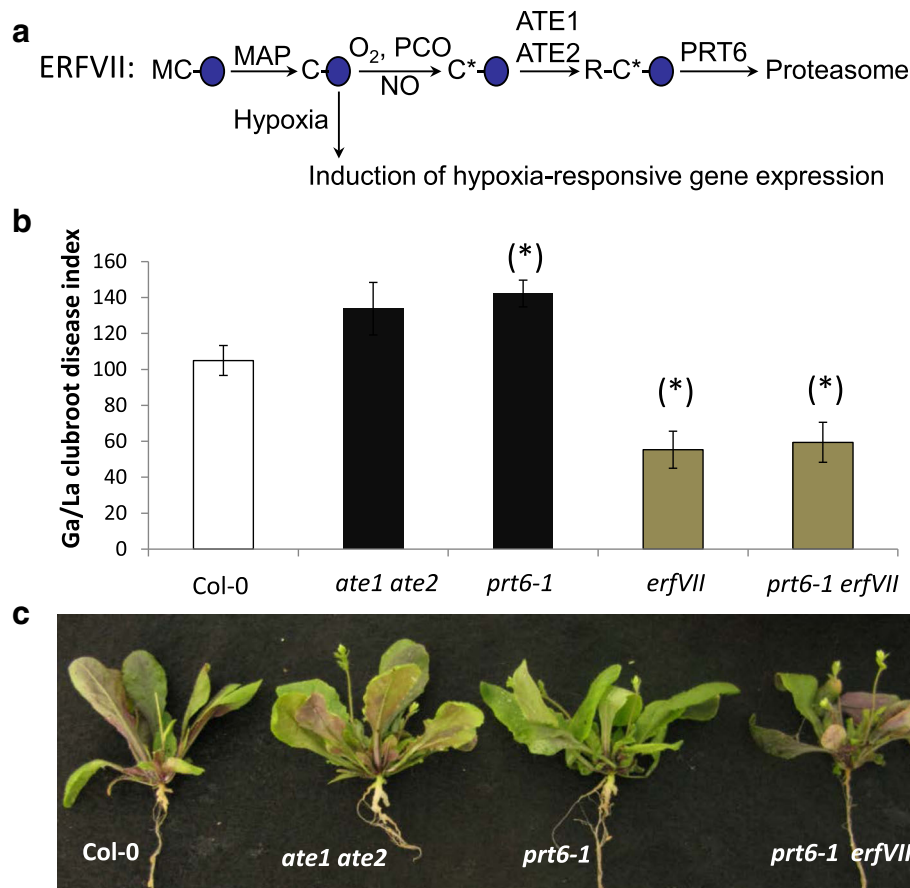 a
ERFVII: MC- MAP C- O₂, PCO NO C*- ATE1 ATE2 R-C*- PRT6 Proteasome
Hypoxia
Induction of hypoxia-responsive gene expression
b
Ga/La clubroot disease index
160
140
120
100
80
60
40
20
0
(*)
(*)
(*)
Col-0 ate1 ate2 prt6-1 erfVII prt6-1 erfVII
c
Col-0 ate1 ate2 prt6-1 prt6-1 erfVII